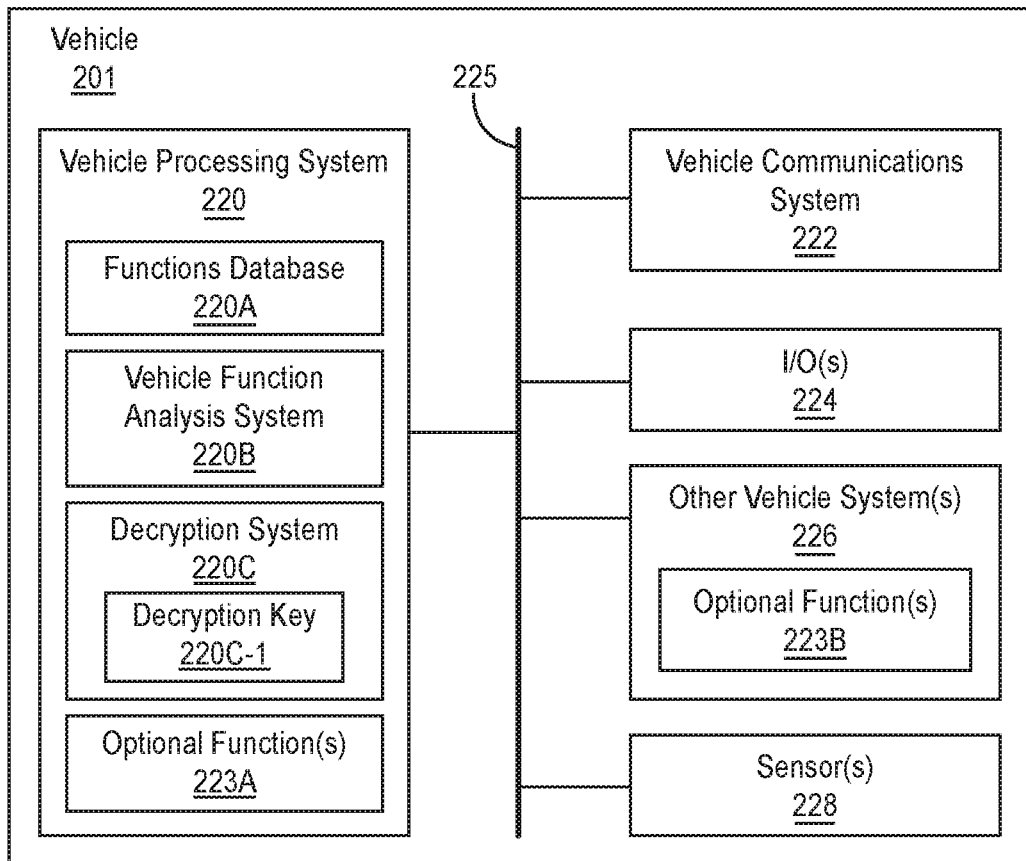 Vehicle
201
225
Vehicle Processing System
220
Functions Database
220A
Vehicle Function
Analysis System
220B
Decryption System
220C
Decryption Key
220C-1
Optional Function(s)
223A
Vehicle Communications
System
222
I/O(s)
224
Other Vehicle System(s)
226
Optional Function(s)
223B
Sensor(s)
228